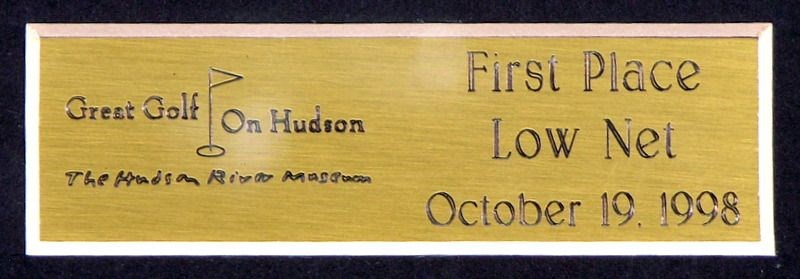 Great Golf
On Hudson
The Hudson River Museum
First Place
Low Net
October 19, 1998